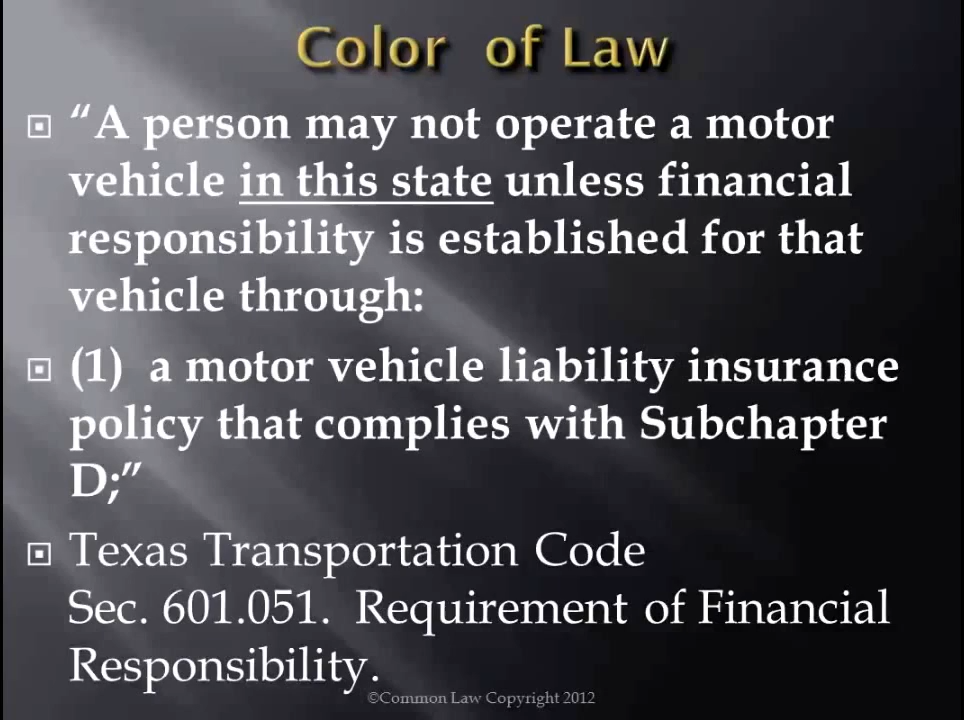 Color of Law
“A person may not operate a motor
vehicle in this state unless financial
responsibility is established for that
vehicle through:
(1) a motor vehicle liability insurance
policy that complies with Subchapter
D;”
Texas Transportation Code
Sec. 601.051. Requirement of Financial
Responsibility.
©Common Law Copyright 2012